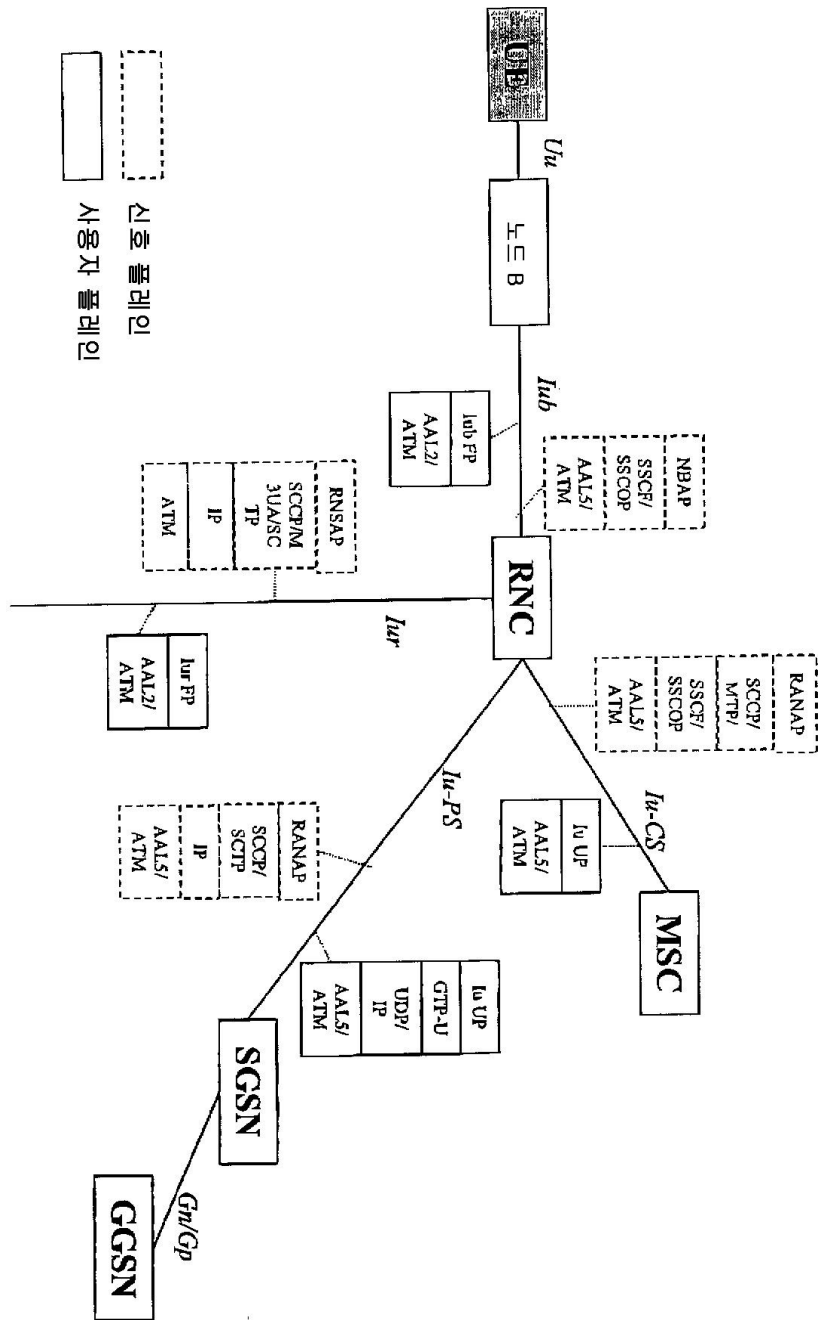 UE
Uu
노드 B
Iub
NBAP
SSCF/
SSCOP
AAL5/
ATM
Iub FP
AAL2/
ATM
RNC
RANAP
SCCP/
MTP/
SSCF/
SSCOP
AAL5/
ATM
Iu-CS
Iu UP
AAL5/
ATM
MSC
Iur
RNSAP
SCCP/M
3UA/SC
TP
IP
ATM
Iur FP
AAL2/
ATM
Iu-PS
RANAP
SCCP/
SCTP
IP
AAL5/
ATM
Iu UP
GTP-U
UDP/
IP
AAL5/
ATM
SGSN
Gn/Gp
GGSN
신호 플레인
사용자 플레인